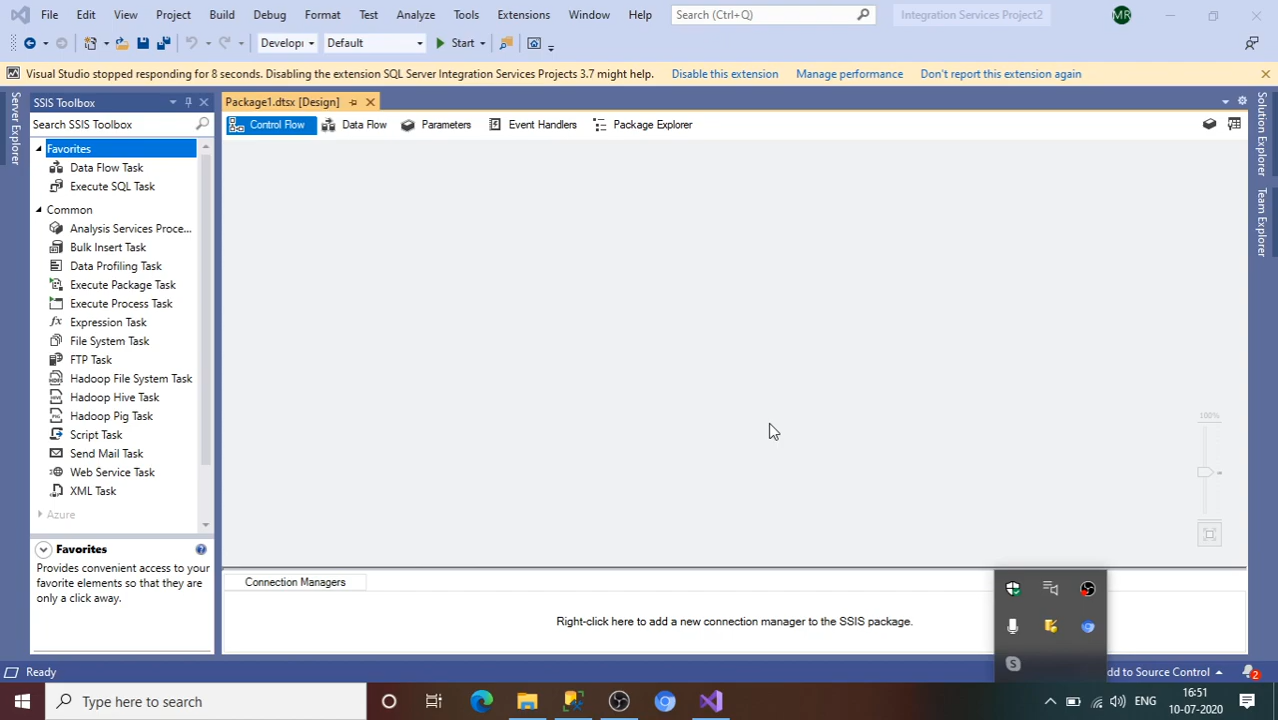 File Edit View Project Build Debug Format Test Analyze Tools Extensions Window Help Search (Ctrl+Q) Integration Services Project2 MR
Developi Default Start
Visual Studio stopped responding for 8 seconds. Disabling the extension SQL Server Integration Services Projects 3.7 might help. Disable this extension Manage performance Don't report this extension again
Server Explorer
SSIS Toolbox
Search SSIS Toolbox
Favorites
Data Flow Task
Execute SQL Task
Common
Analysis Services Proce...
Bulk Insert Task
Data Profiling Task
Execute Package Task
Execute Process Task
Expression Task
File System Task
FTP Task
Hadoop File System Task
Hadoop Hive Task
Hadoop Pig Task
Script Task
Send Mail Task
Web Service Task
XML Task
Azure
Favorites
Provides convenient access to your
favorite elements so that they are
only a click away.
Package1.dtsx [Design]
Control Flow Data Flow Parameters Event Handlers Package Explorer
100%
Connection Managers
Right-click here to add a new connection manager to the SSIS package.
Solution Explorer
Team Explorer
Ready
dd to Source Control
2
Type here to search
ENG
16:51
10-07-2020